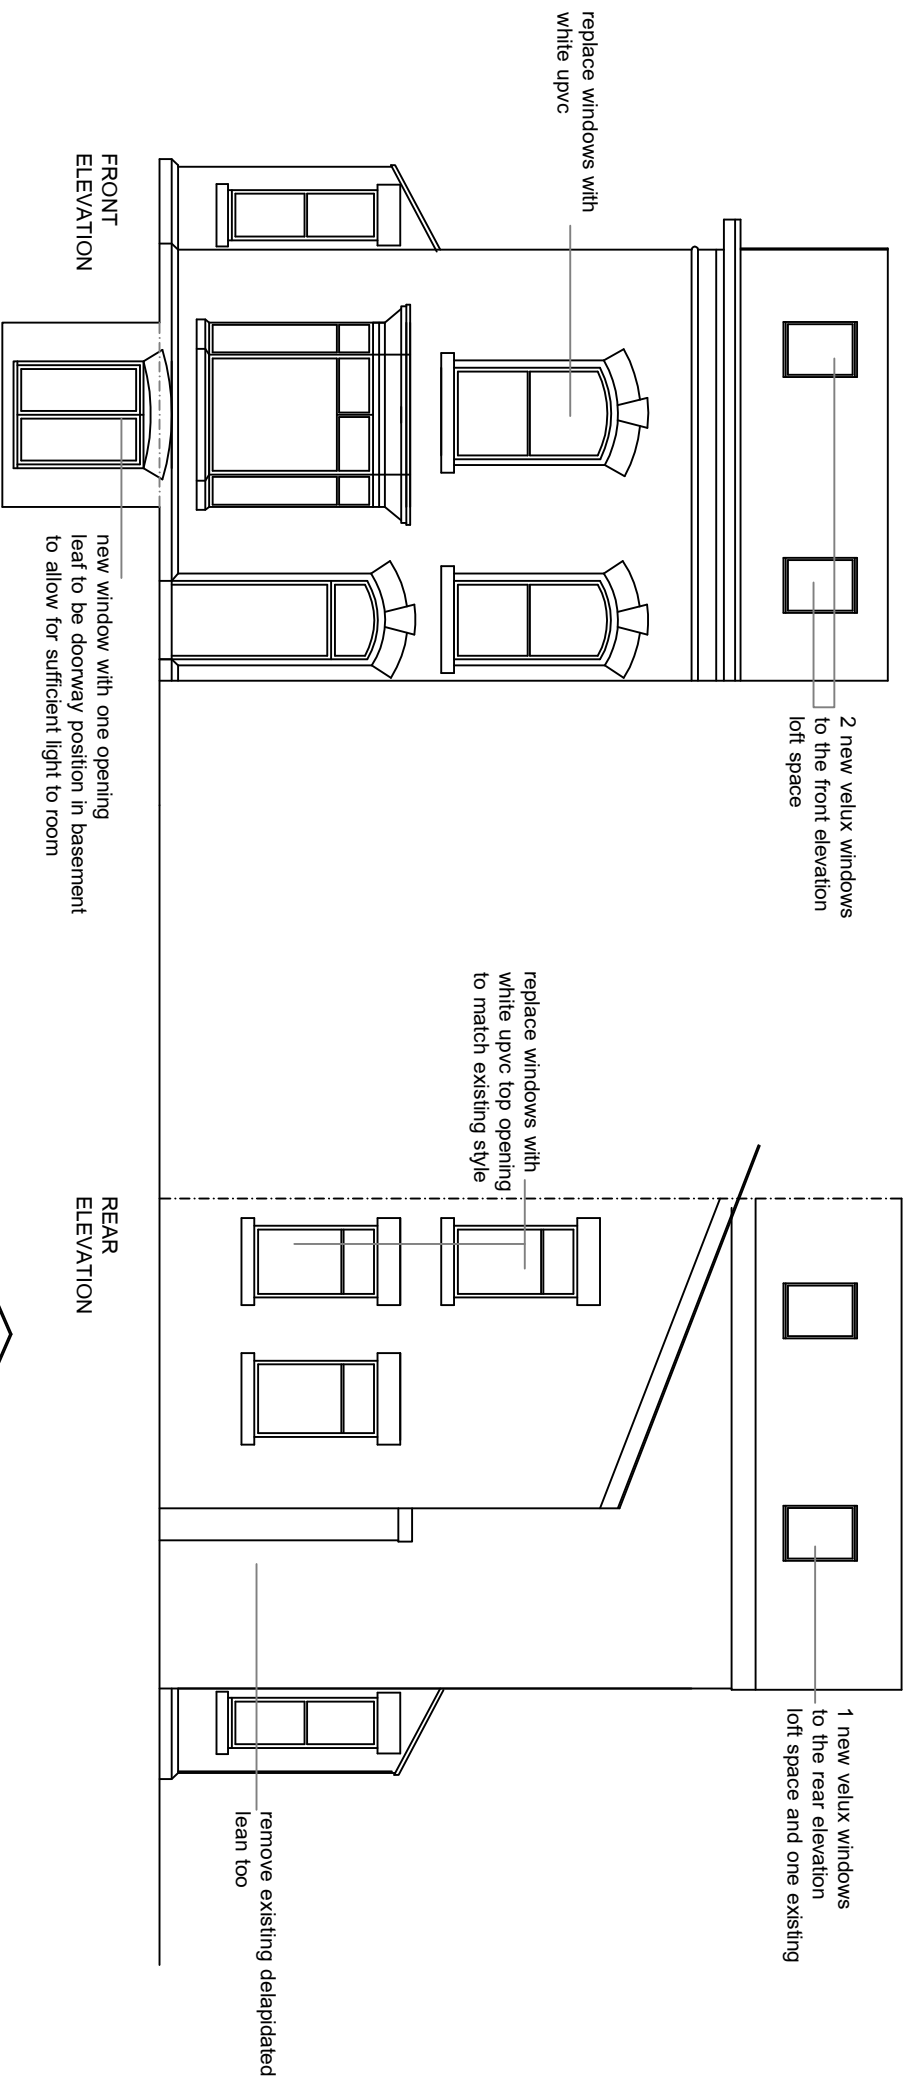 replace windows with
white upvc
FRONT
ELEVATION
2 new velux windows
to the front elevation
loft space
new window with one opening
leaf to be doorway position in basement
to allow for sufficient light to room
replace windows with
white upvc top opening
to match existing style
REAR
ELEVATION
1 new velux windows
to the rear elevation
loft space and one existing
remove existing delapidated
lean too